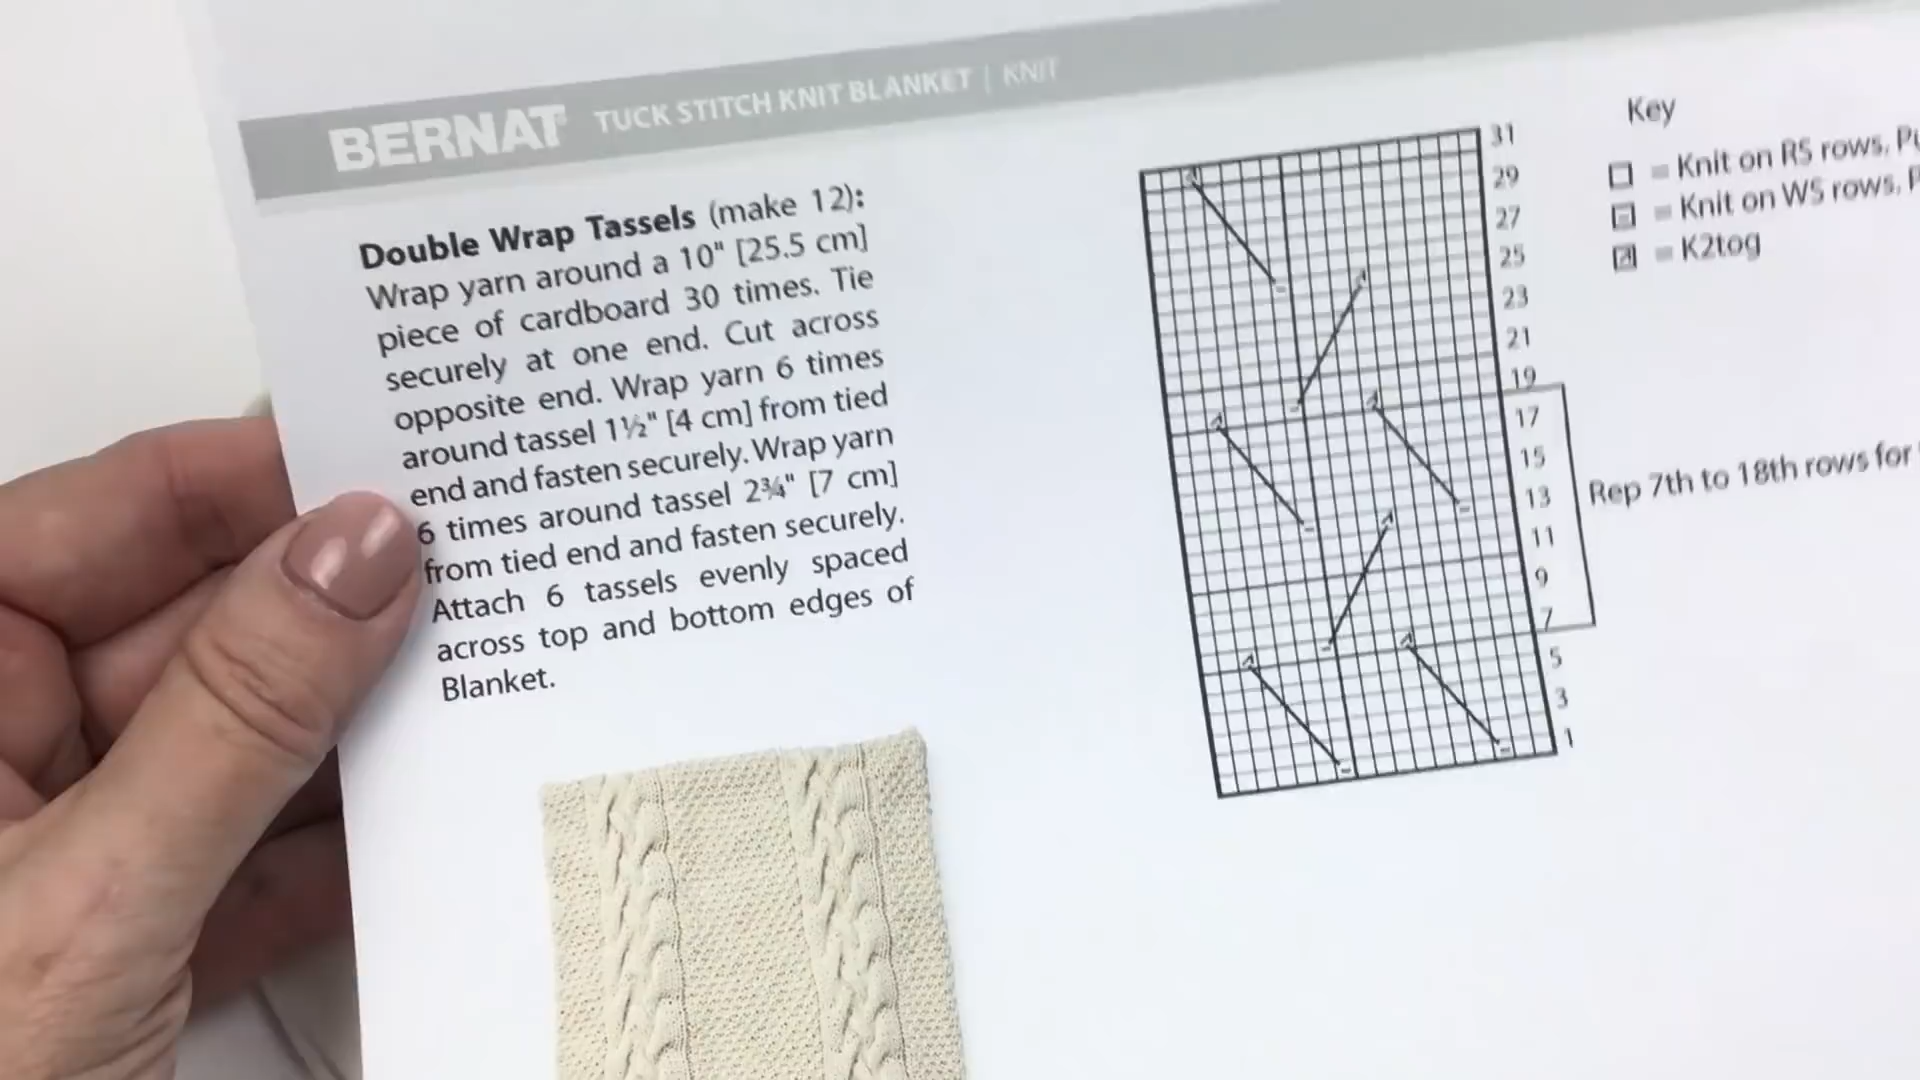 BERNAT TUCK STITCH KNIT BLANKET | KNIT
Double Wrap Tassels (make 12):
Wrap yarn around a 10" [25.5 cm]
piece of cardboard 30 times. Tie
securely at one end. Cut across
opposite end. Wrap yarn 6 times
around tassel 1½" [4 cm] from tied
end and fasten securely. Wrap yarn
6 times around tassel 2¾" [7 cm]
from tied end and fasten securely.
Attach 6 tassels evenly spaced
across top and bottom edges of
Blanket.
31
29
27
25
23
21
19
17
15
13
11
9
7
5
3
1
Rep 7th to 18th rows for
Key
= Knit on RS rows,
= Knit on WS rows,
= K2tog